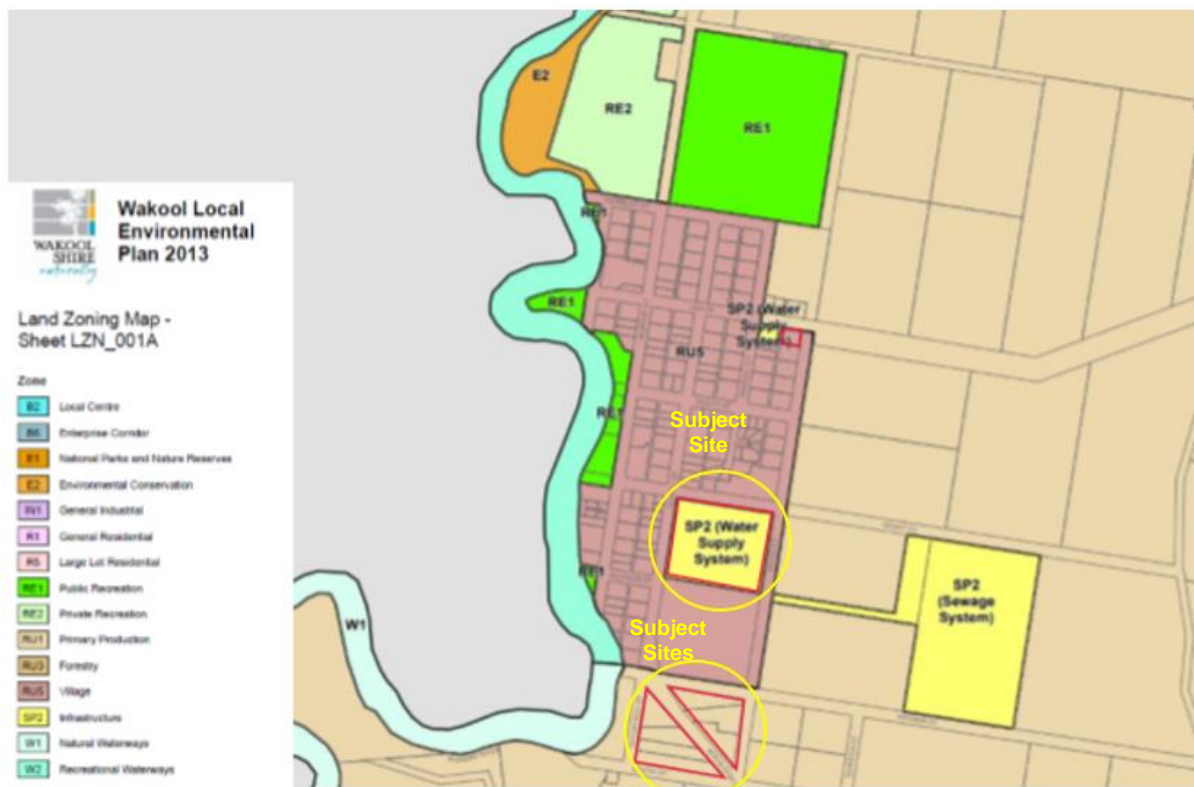 WAKOOL
SHIRE
naturally
Wakool Local
Environmental
Plan 2013
Land Zoning Map -
Sheet LZN_001A
Zone
B2 Local Centre
B6 Enterprise Corridor
E1 National Parks and Nature Reserves
E2 Environmental Conservation
IN1 General Industrial
R1 General Residential
R5 Large Lot Residential
RE1 Public Recreation
RE2 Private Recreation
RU1 Primary Production
RU3 Forestry
RU5 Village
SP2 Infrastructure
W1 Natural Waterways
W2 Recreational Waterways
E2
RE2
RE1
RE1
RE1
SP2 (Water
Supply
System)
RU5
RE1
Subject
Site
SP2 (Water
Supply
System)
RE1
SP2
(Sewage
System)
W1
Subject
Sites